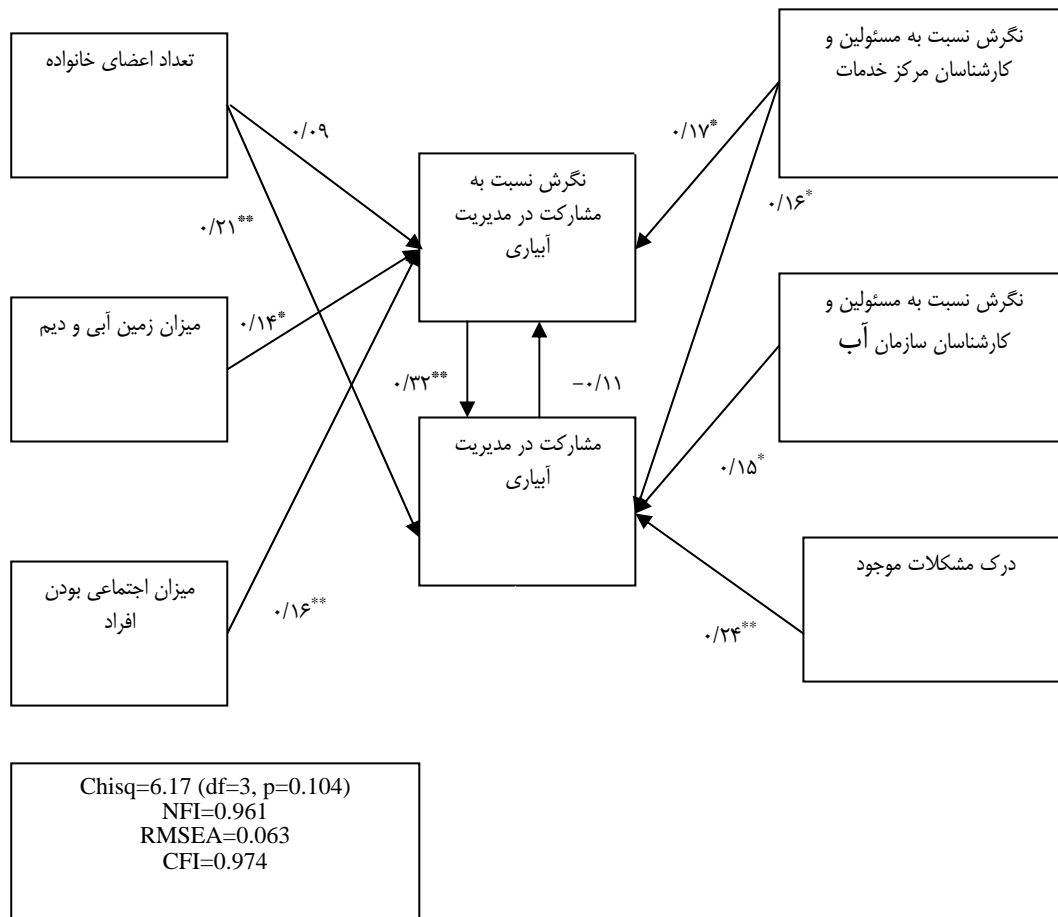 تعداد اعضای خانواده
نگرش نسبت به مسئولین و
کارشناسان مرکز خدمات
۰/۰۹
۰/۱۷*
نگرش نسبت به
مشارکت در مدیریت
آبیاری
۰/۲۱**
۰/۱۶*
میزان زمین آبی و دیم
۰/۱۴*
نگرش نسبت به مسئولین و
کارشناسان سازمان آب
۰/۳۲**
-۰/۱۱
مشارکت در مدیریت
آبیاری
۰/۱۵*
میزان اجتماعی بودن
افراد
۰/۱۶**
درک مشکلات موجود
۰/۲۴**
Chisq=6.17 (df=3, p=0.104)
NFI=0.961
RMSEA=0.063
CFI=0.974